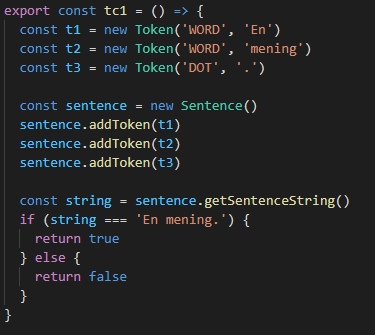 export const tc1 = () => {
  const t1 = new Token('WORD', 'En')
  const t2 = new Token('WORD', 'mening')
  const t3 = new Token('DOT', '.')

  const sentence = new Sentence()
  sentence.addToken(t1)
  sentence.addToken(t2)
  sentence.addToken(t3)

  const string = sentence.getSentenceString()
  if (string === 'En mening.') {
    return true
  } else {
    return false
  }
}